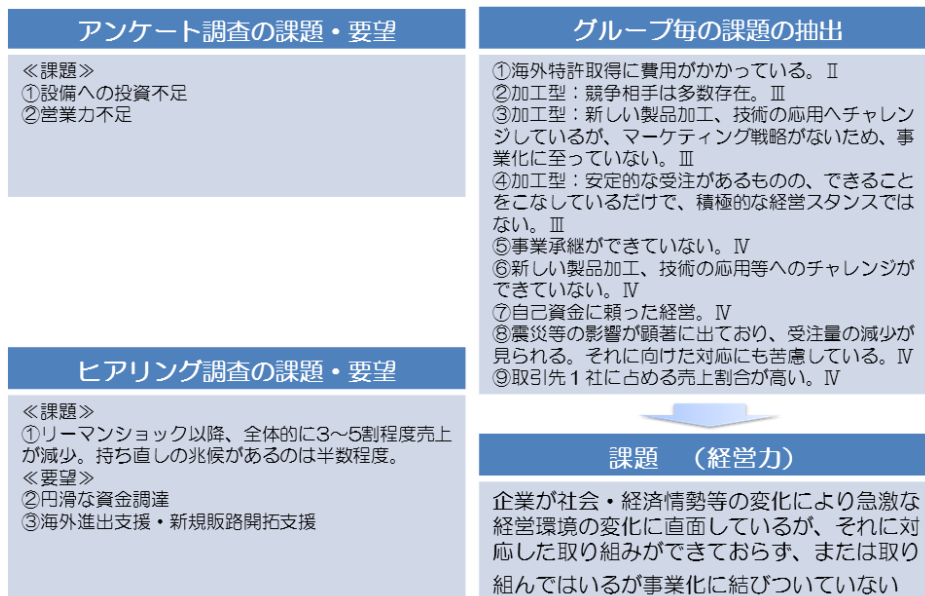 アンケート調査の課題・要望
≪課題≫
①設備への投資不足
②営業力不足
ヒアリング調査の課題・要望
≪課題≫
①リーマンショック以降、全体的に3～5割程度売上
が減少。持ち直しの兆候があるのは半数程度。
≪要望≫
②円滑な資金調達
③海外進出支援・新規販路開拓支援
グループ毎の課題の抽出
①海外特許取得に費用がかかっている。Ⅱ
②加工型：競争相手は多数存在。Ⅲ
③加工型：新しい製品加工、技術の応用へチャレン
ジしているが、マーケティング戦略がないため、事
業化に至っていない。Ⅲ
④加工型：安定的な受注があるものの、できること
をこなしているだけで、積極的な経営スタンスでは
ない。Ⅲ
⑤事業承継ができていない。Ⅳ
⑥新しい製品加工、技術の応用等へのチャレンジが
できていない。Ⅳ
⑦自己資金に頼った経営。Ⅳ
⑧震災等の影響が顕著に出ており、受注量の減少が
見られる。それに向けた対応にも苦慮している。Ⅳ
⑨取引先１社に占める売上割合が高い。Ⅳ
課題　（経営力）
企業が社会・経済情勢等の変化により急激な
経営環境の変化に直面しているが、それに対
応した取り組みができておらず、または取り
組んではいるが事業化に結びついていない